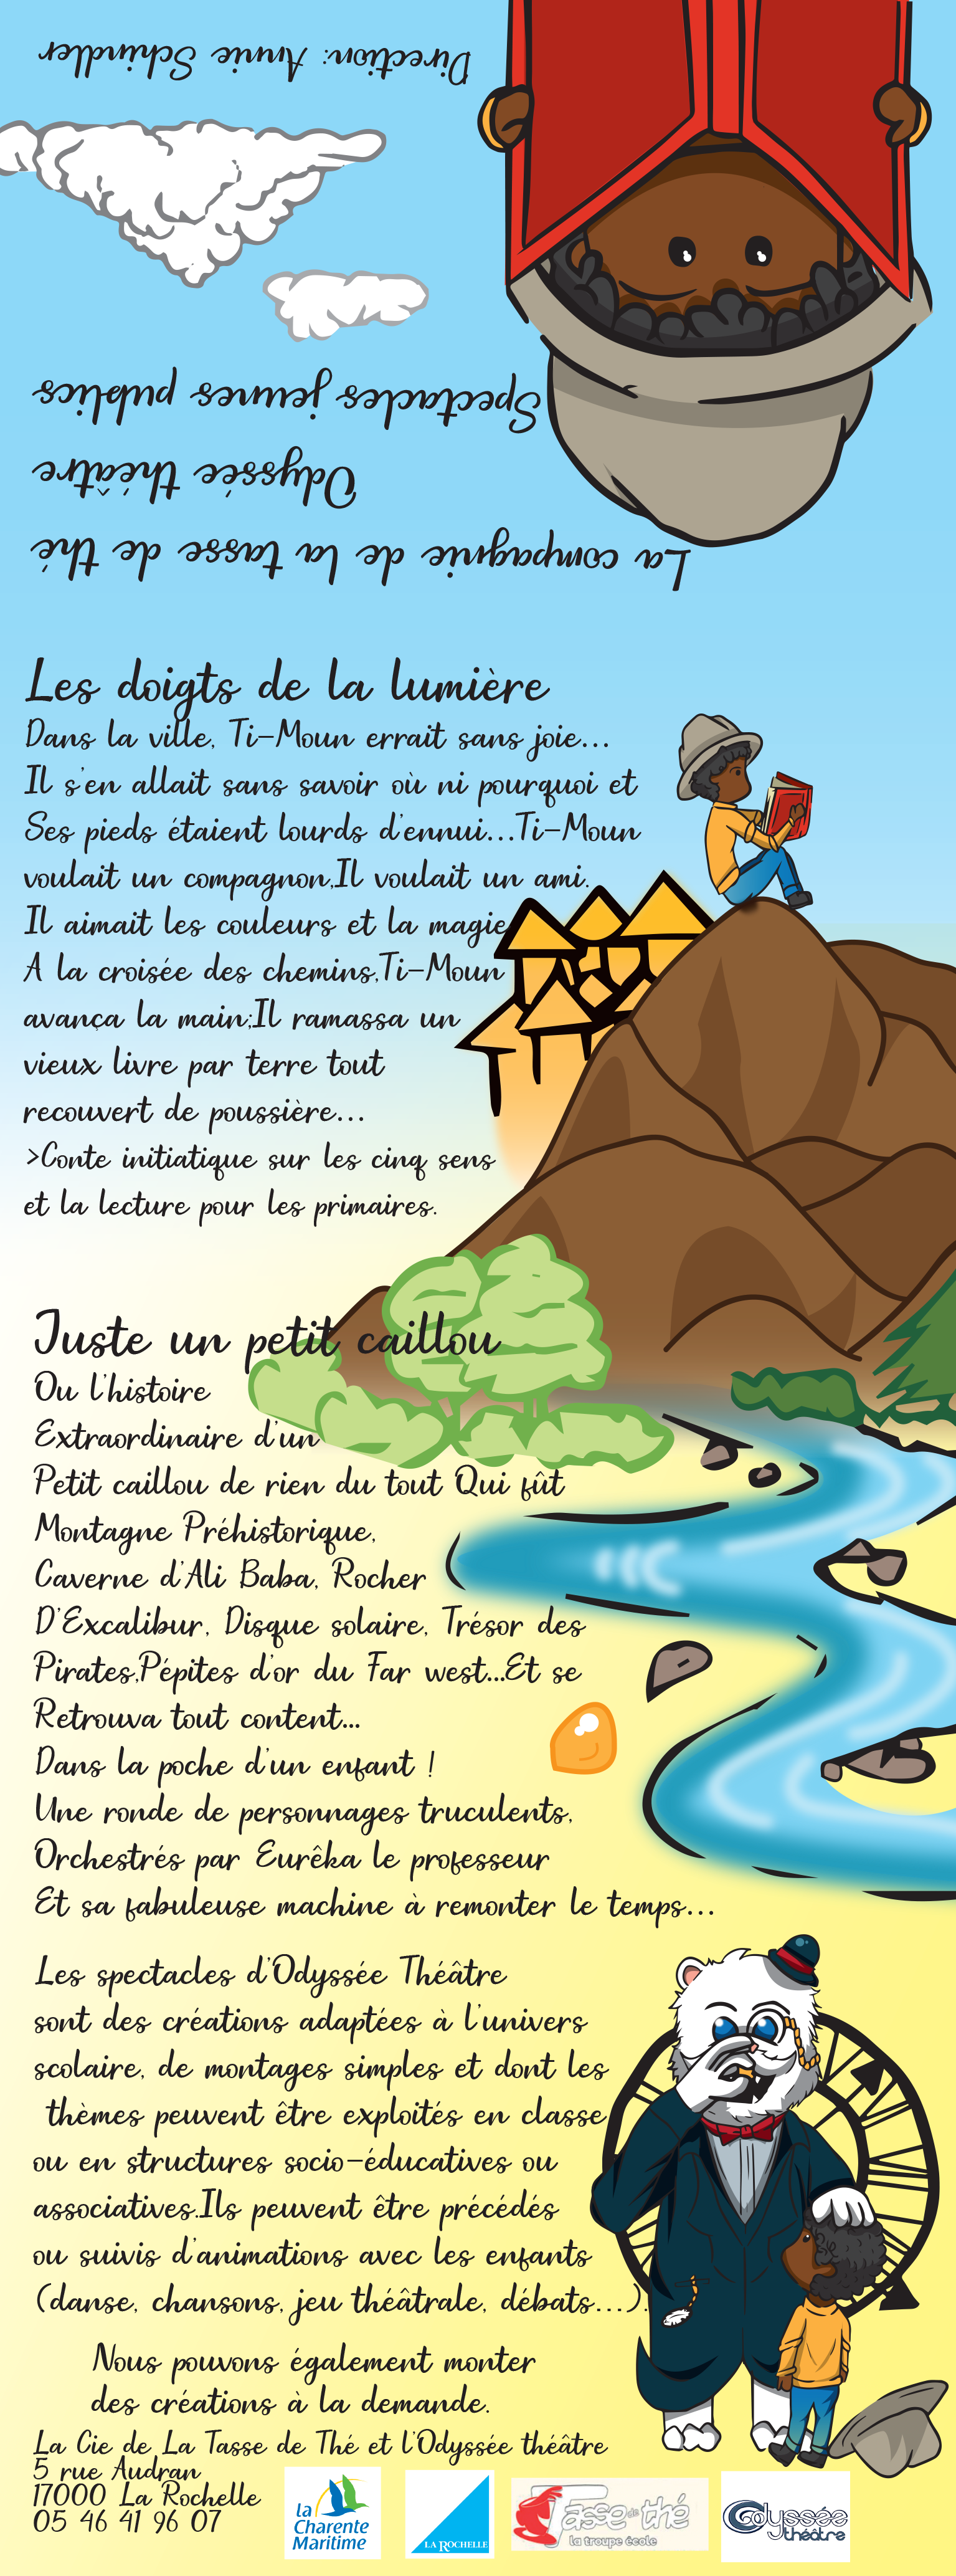 La compagnie de la tasse de thé
Odyssée théâtre
Spectacles jeunes publics
Direction: Annie Schindler
Les doigts de la lumière
Dans la ville, Ti-Moun errait sans joie...
Il s'en allait sans savoir où ni pourquoi et
Ses pieds étaient lourds d'ennui...Ti-Moun
voulait un compagnon,Il voulait un ami.
Il aimait les couleurs et la magie
A la croisée des chemins,Ti-Moun
avança la main;Il ramassa un
vieux livre par terre tout
recouvert de poussière...
>Conte initiatique sur les cinq sens
et la lecture pour les primaires.
Juste un petit caillou
Ou l'histoire
Extraordinaire d'un
Petit caillou de rien du tout Qui fût
Montagne Préhistorique,
Caverne d'Ali Baba, Rocher
D'Excalibur, Disque solaire, Trésor des
Pirates,Pépites d'or du Far west...Et se
Retrouva tout content...
Dans la poche d'un enfant !
Une ronde de personnages truculents,
Orchestrés par Eurêka le professeur
Et sa fabuleuse machine à remonter le temps...
Les spectacles d'Odyssée Théâtre
sont des créations adaptées à l'univers
scolaire, de montages simples et dont les
thèmes peuvent être exploités en classe
ou en structures socio-éducatives ou
associatives.Ils peuvent être précédés
ou suivis d'animations avec les enfants
(danse, chansons, jeu théâtrale, débats...).
Nous pouvons également monter
des créations à la demande.
La Cie de La Tasse de Thé et l'Odyssée théâtre
5 rue Audran
17000 La Rochelle
05 46 41 96 07
la
Charente
Maritime
LA ROCHELLE
Tasse de thé
la troupe école
Odyssée
théâtre